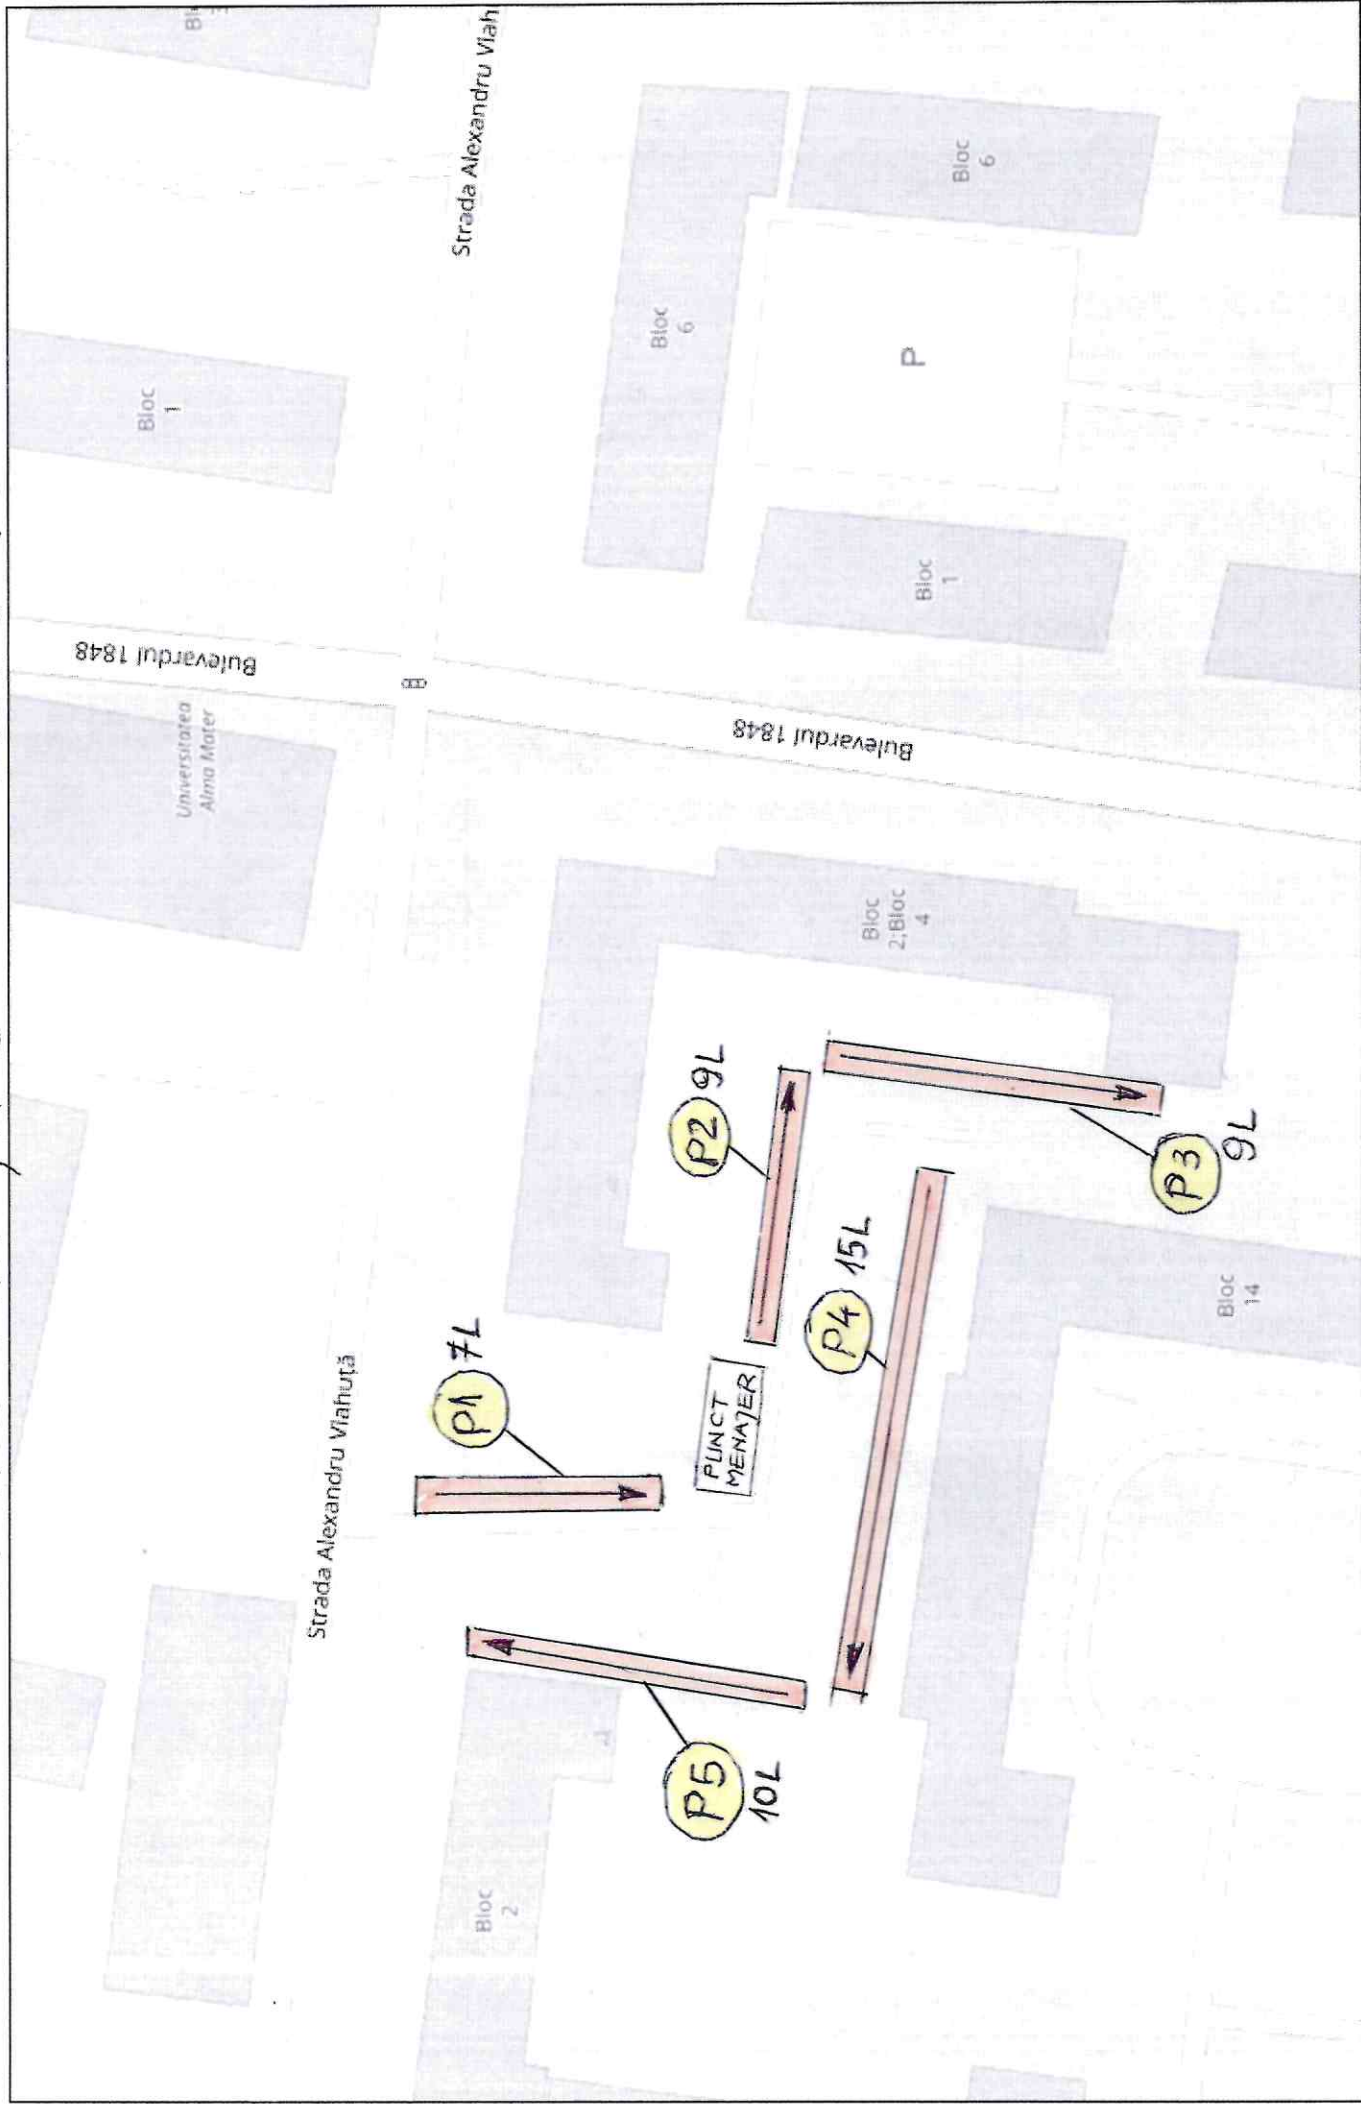 Bloc
1
Bulevardul 1848
Universitatea
Alma Mater
Strada Alexandru Vlahuță
Strada Alexandru Vlah
P1 7L
Bloc
2
Bloc
6
P5
10L
P2 9L
PUNCT
MENAJER
Bulevardul 1848
P4 15L
Bloc
2;Bloc
4
P
Bloc
1
Bloc
6
P3
9L
Bloc
14